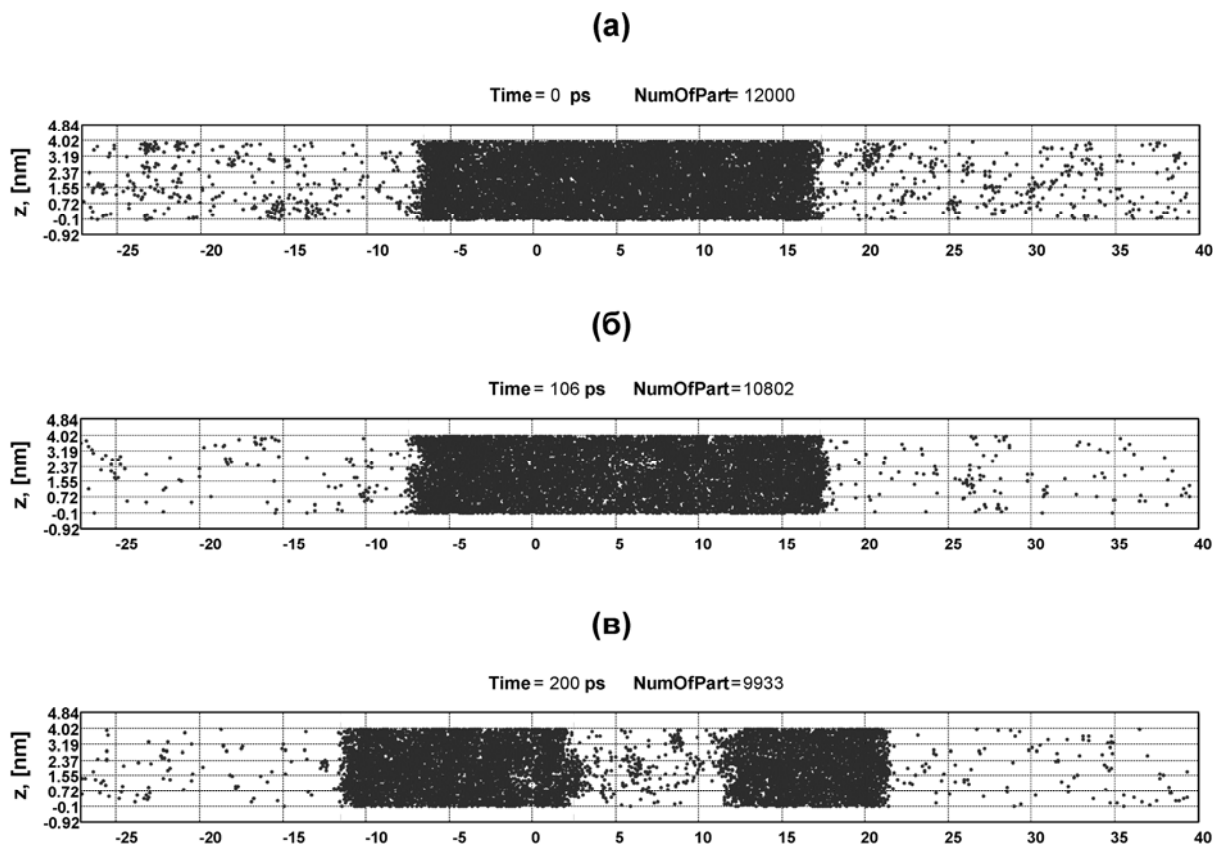 (а)
Time = 0 ps NumOfPart= 12000
z, [nm]
4.84
4.02
3.19
2.37
1.55
0.72
-0.1
-0.92
-25 -20 -15 -10 -5 0 5 10 15 20 25 30 35 40
(б)
Time = 106 ps NumOfPart=10802
z, [nm]
4.84
4.02
3.19
2.37
1.55
0.72
-0.1
-0.92
-25 -20 -15 -10 -5 0 5 10 15 20 25 30 35 40
(в)
Time = 200 ps NumOfPart=9933
z, [nm]
4.84
4.02
3.19
2.37
1.55
0.72
-0.1
-0.92
-25 -20 -15 -10 -5 0 5 10 15 20 25 30 35 40